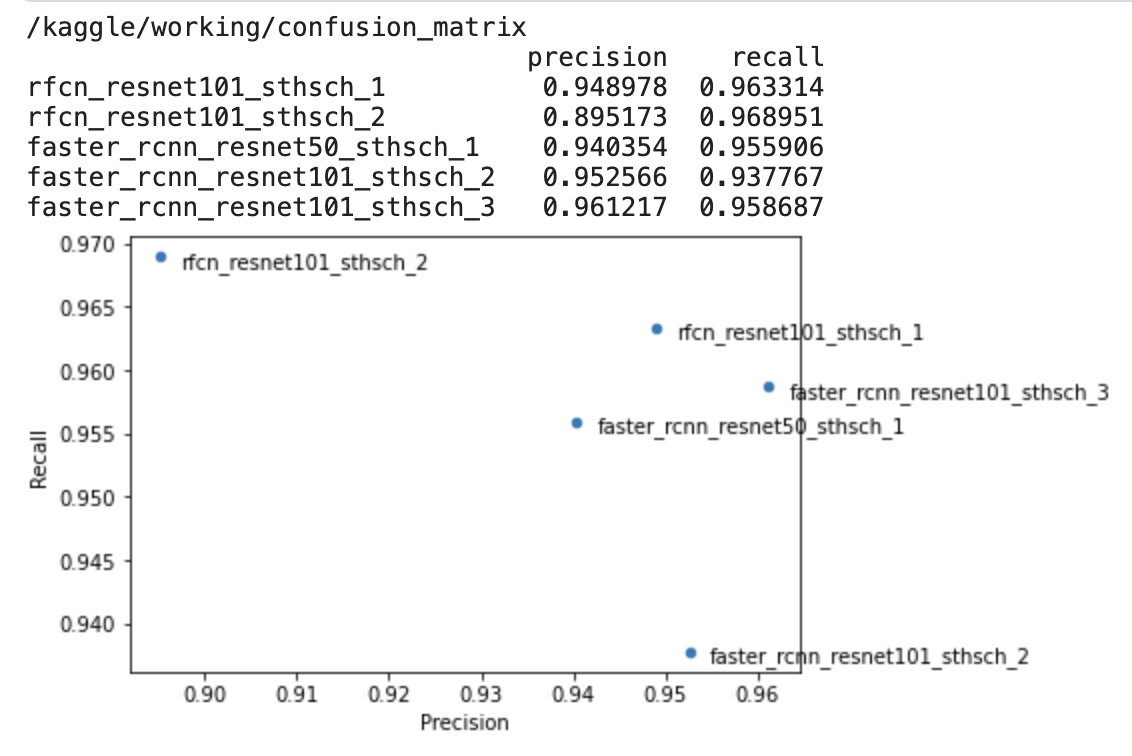 /kaggle/working/confusion_matrix
precision recall
rfcn_resnet101_sthsch_1 0.948978 0.963314
rfcn_resnet101_sthsch_2 0.895173 0.968951
faster_rcnn_resnet50_sthsch_1 0.940354 0.955906
faster_rcnn_resnet101_sthsch_2 0.952566 0.937767
faster_rcnn_resnet101_sthsch_3 0.961217 0.958687
0.970
rfcn_resnet101_sthsch_2
0.965
rfcn_resnet101_sthsch_1
0.960
faster_rcnn_resnet101_sthsch_3
0.955
faster_rcnn_resnet50_sthsch_1
Recall
0.950
0.945
0.940
faster_rcnn_resnet101_sthsch_2
0.90 0.91 0.92 0.93 0.94 0.95 0.96
Precision